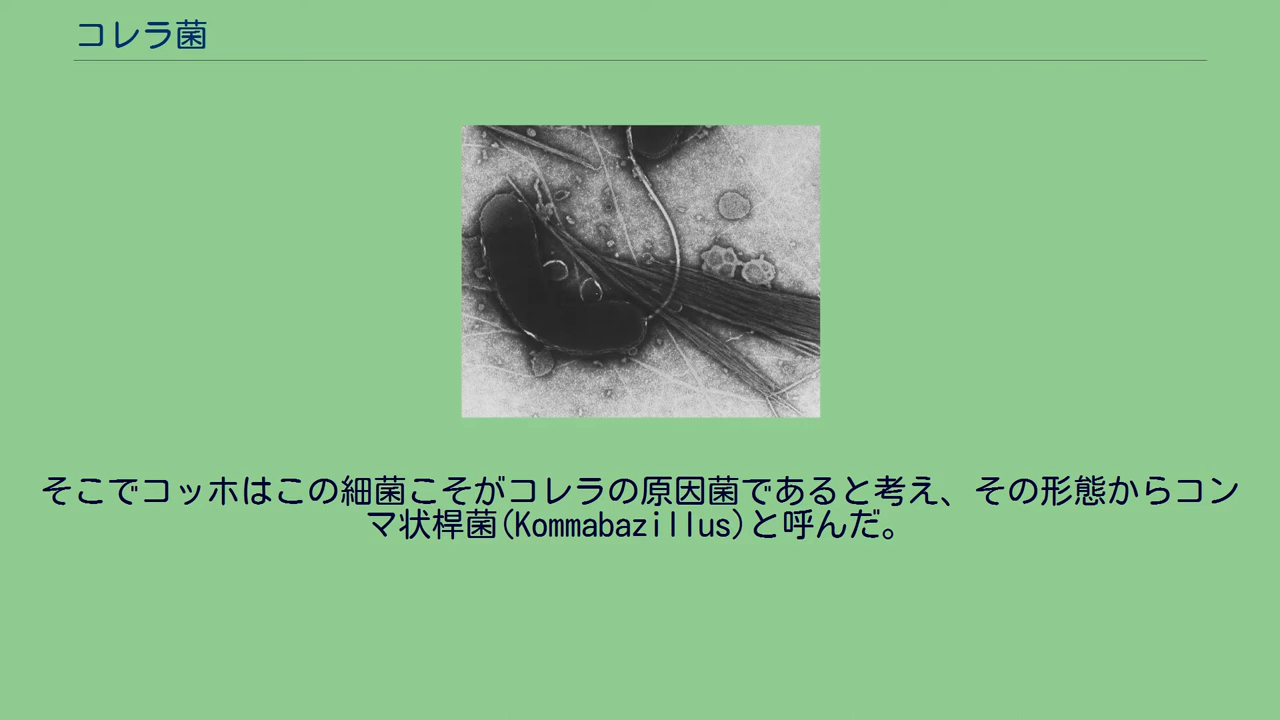 コレラ菌
そこでコッホはこの細菌こそがコレラの原因菌であると考え、その形態からコン
マ状桿菌(Kommabazillus)と呼んだ。